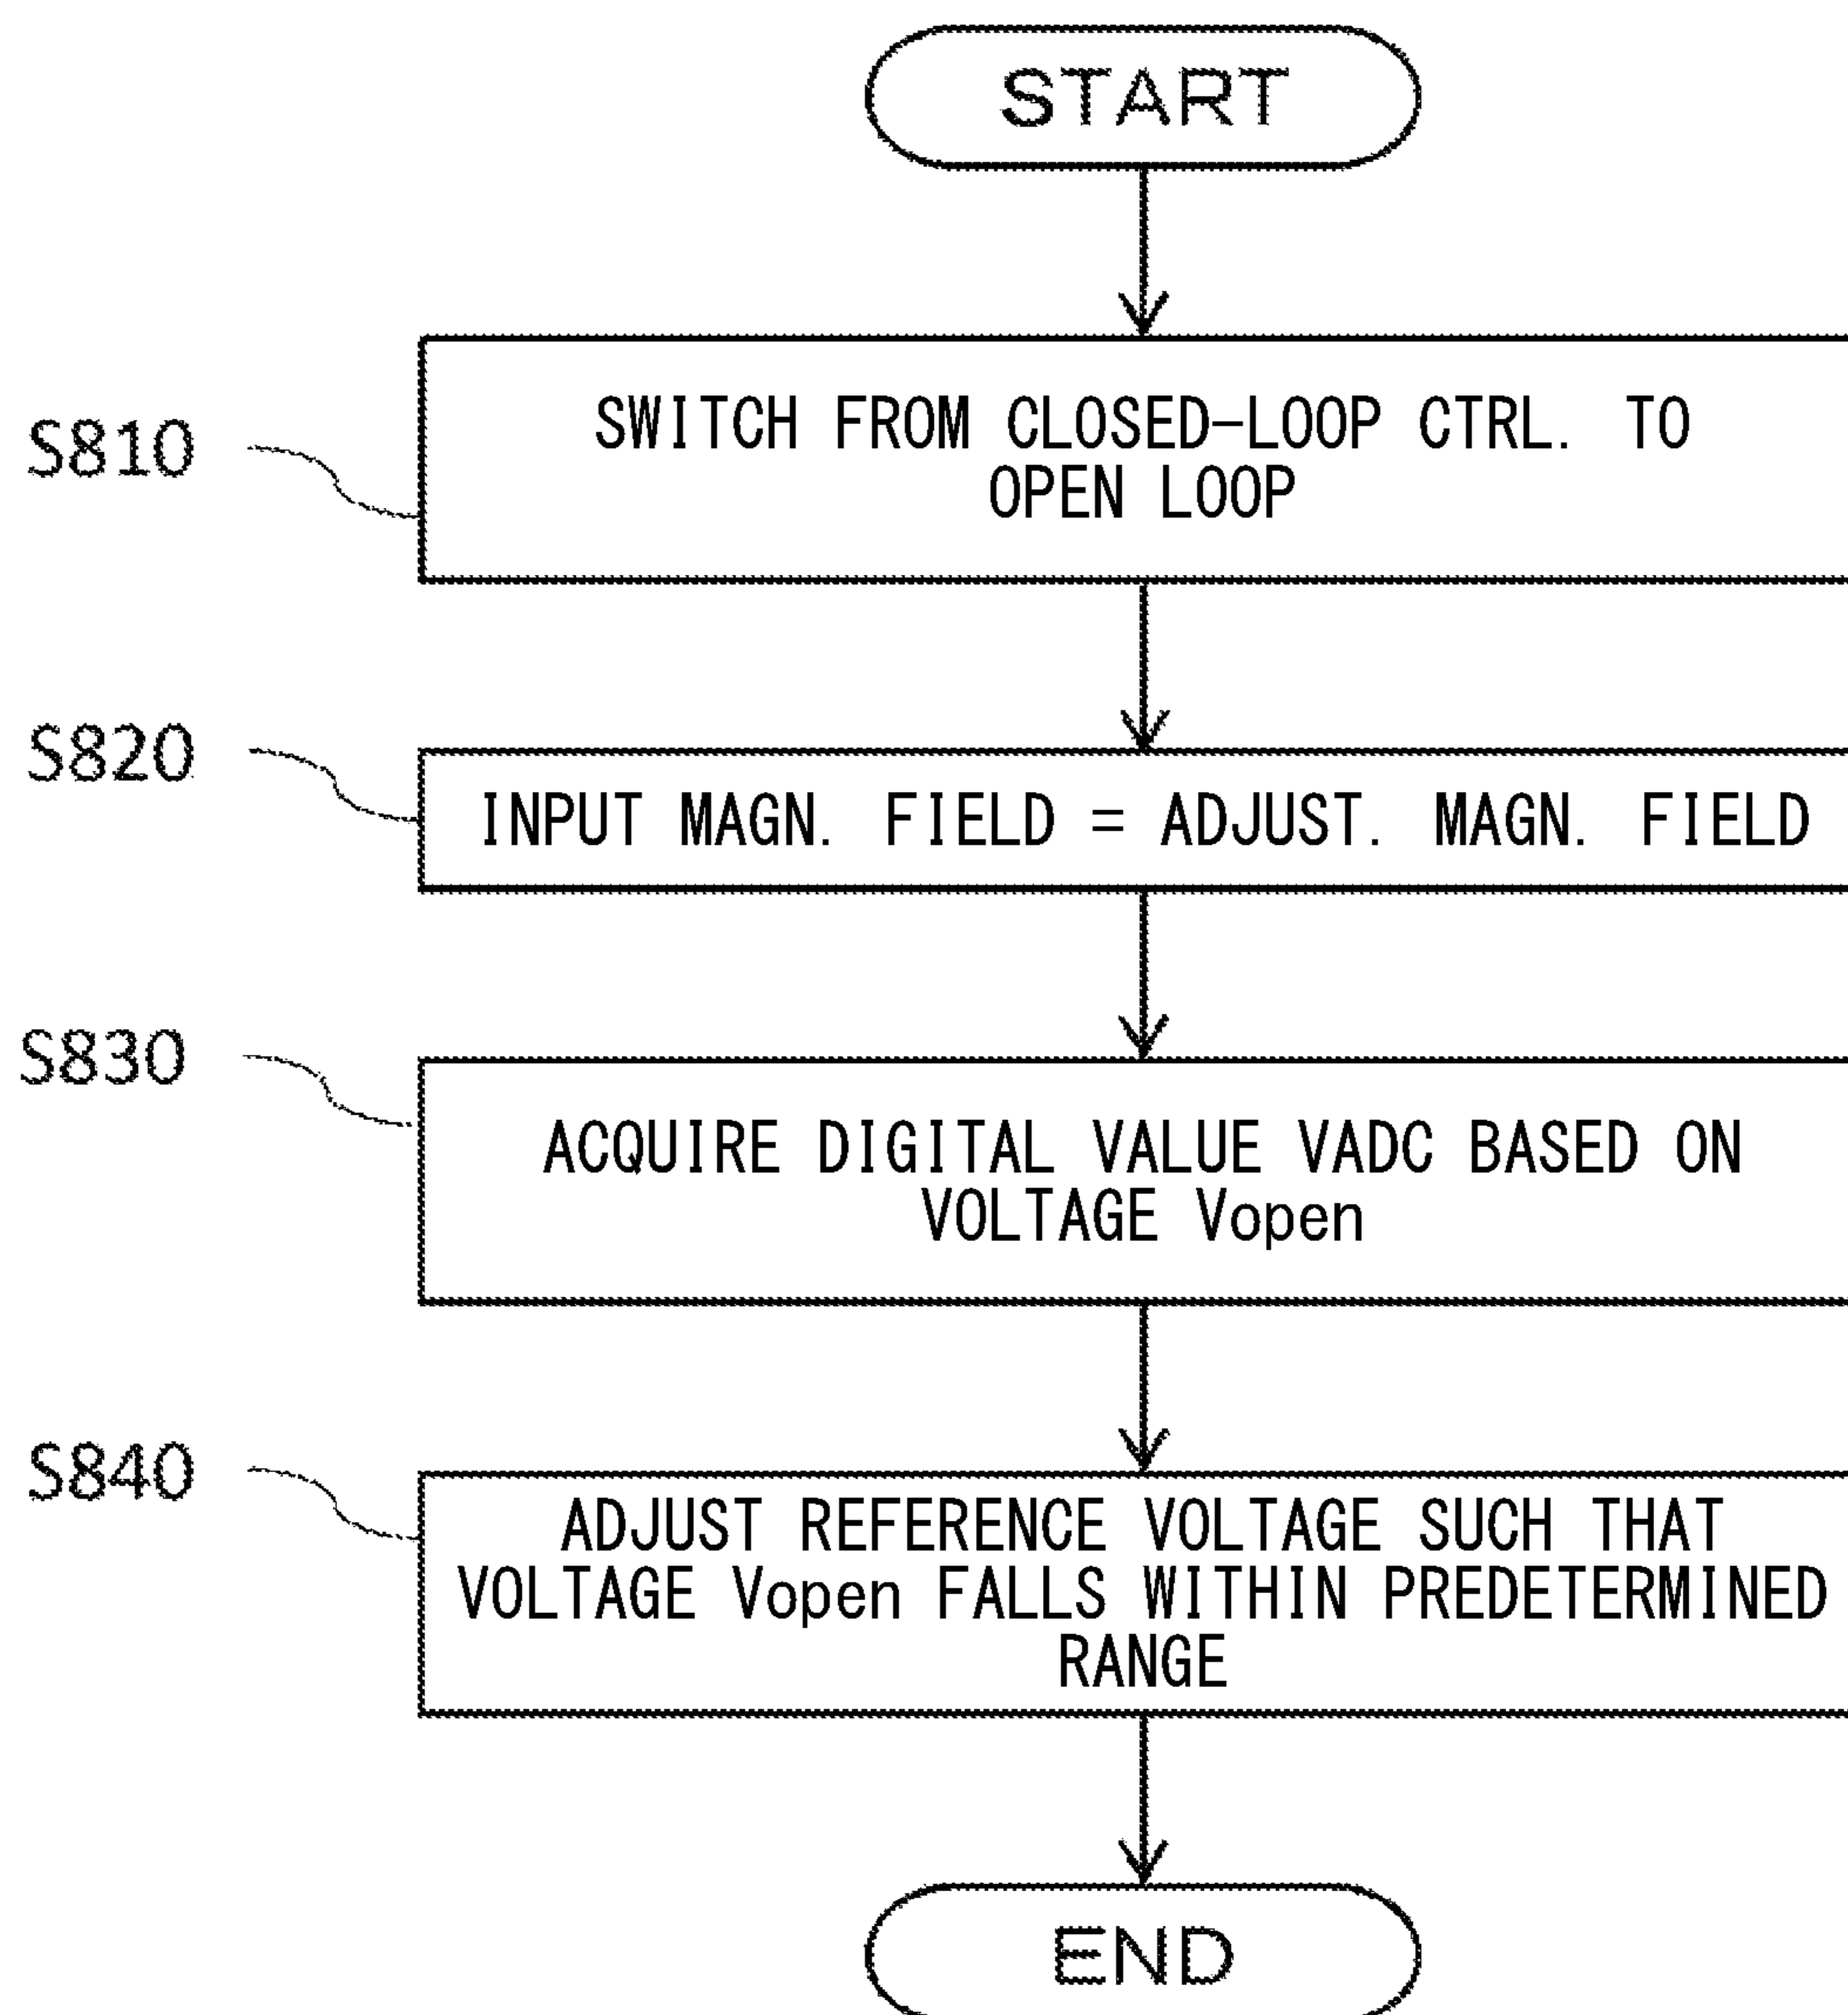 START
S810
SWITCH FROM CLOSED-LOOP CTRL. TO
OPEN LOOP
S820
INPUT MAGN. FIELD = ADJUST. MAGN. FIELD
S830
ACQUIRE DIGITAL VALUE VADC BASED ON
VOLTAGE Vopen
S840
ADJUST REFERENCE VOLTAGE SUCH THAT
VOLTAGE Vopen FALLS WITHIN PREDETERMINED
RANGE
END